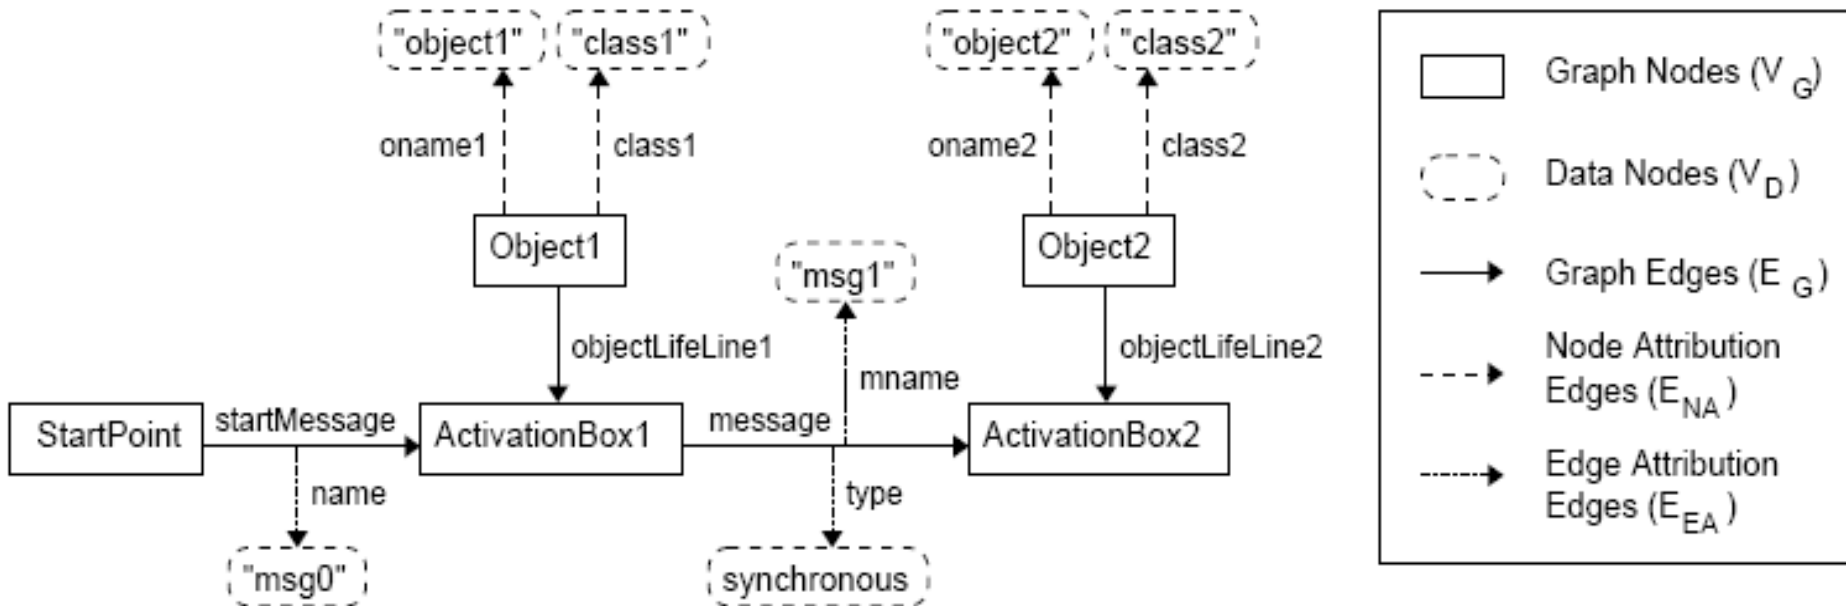 "object1" "class1" "object2" "class2"
oname1 class1 oname2 class2
Object1 Object2
"msg1"
objectLifeLine1 objectLifeLine2
mname
startMessage message
StartPoint ActivationBox1 ActivationBox2
name type
"msg0" synchronous
Graph Nodes (V G)
Data Nodes (V D)
Graph Edges (E G)
Node Attribution
Edges (E NA)
Edge Attribution
Edges (E EA)